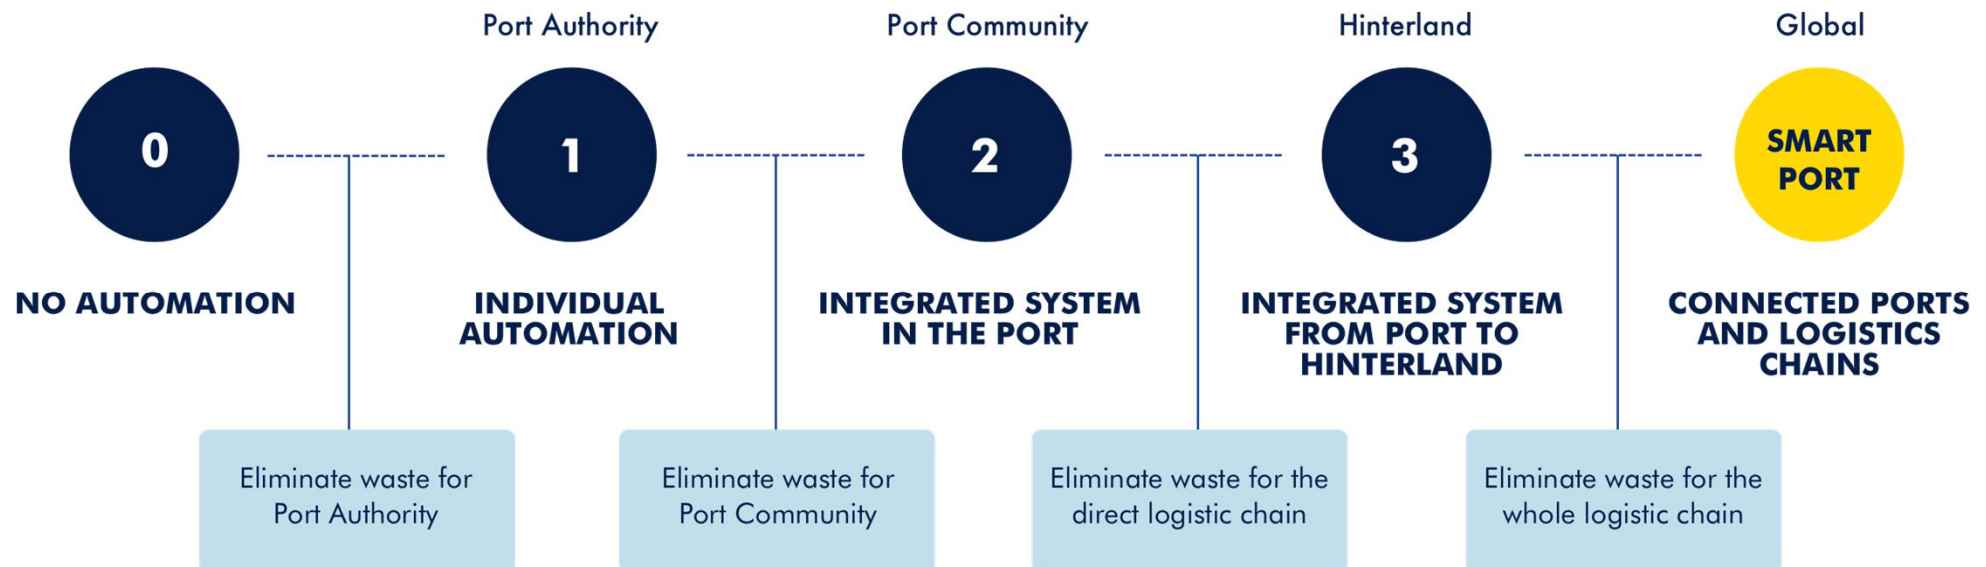 Port Authority
Port Community
Hinterland
Global
0
1
2
3
SMART
PORT
NO AUTOMATION
INDIVIDUAL
AUTOMATION
INTEGRATED SYSTEM
IN THE PORT
INTEGRATED SYSTEM
FROM PORT TO
HINTERLAND
CONNECTED PORTS
AND LOGISTICS
CHAINS
Eliminate waste for
Port Authority
Eliminate waste for
Port Community
Eliminate waste for the
direct logistic chain
Eliminate waste for the
whole logistic chain